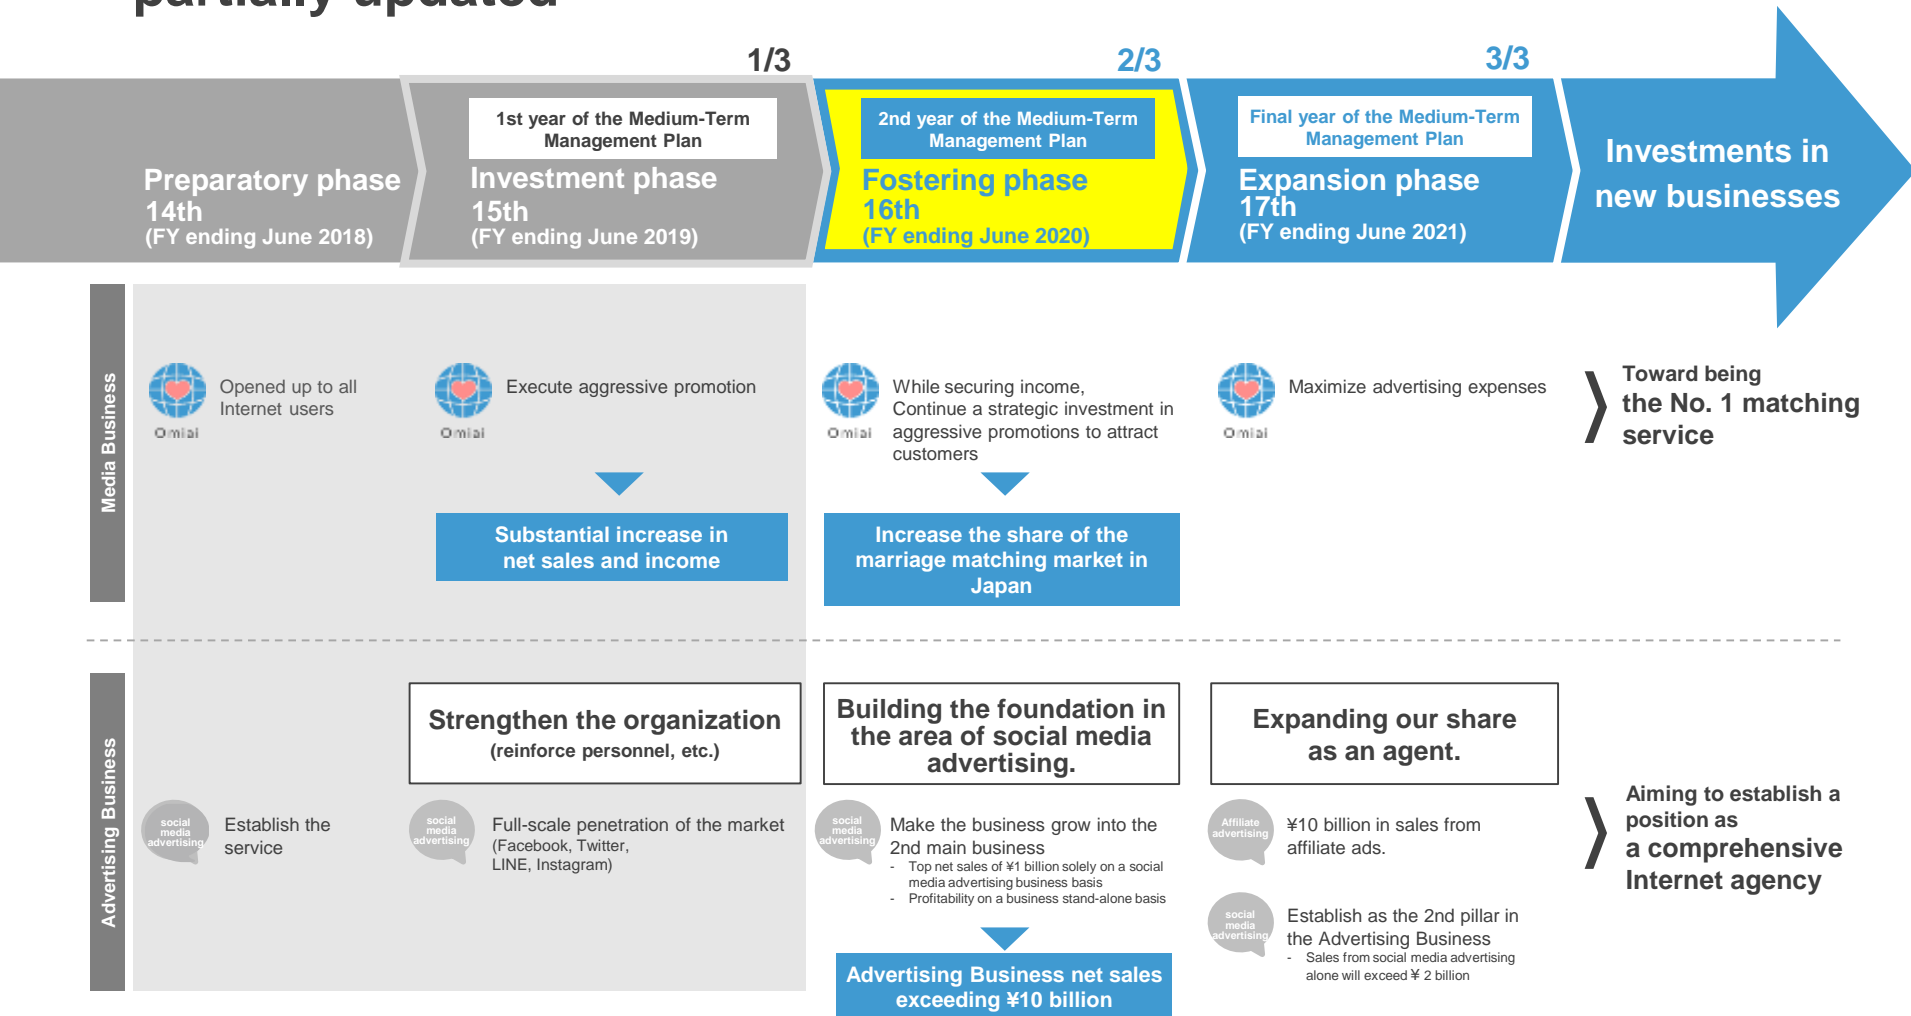 partially updated
1/3
2/3
3/3
Preparatory phase
14th
(FY ending June 2018)
1st year of the Medium-Term
Management Plan
Investment phase
15th
(FY ending June 2019)
2nd year of the Medium-Term
Management Plan
Fostering phase
16th
(FY ending June 2020)
Final year of the Medium-Term
Management Plan
Expansion phase
17th
(FY ending June 2021)
Investments in
new businesses
Media Business
Omiai
Opened up to all
Internet users
Omiai
Execute aggressive promotion
Substantial increase in
net sales and income
Omiai
While securing income,
Continue a strategic investment in
aggressive promotions to attract
customers
Increase the share of the
marriage matching market in
Japan
Omiai
Maximize advertising expenses
Toward being
the No. 1 matching
service
Advertising Business
social
media
advertising
Establish the
service
Strengthen the organization
(reinforce personnel, etc.)
social
media
advertising
Full-scale penetration of the market
(Facebook, Twitter,
LINE, Instagram)
Building the foundation in
the area of social media
advertising.
social
media
advertising
Make the business grow into the
2nd main business
- Top net sales of ¥1 billion solely on a social
media advertising business basis
- Profitability on a business stand-alone basis
Advertising Business net sales
exceeding ¥10 billion
Expanding our share
as an agent.
Affiliate
advertising
¥10 billion in sales from
affiliate ads.
social
media
advertising
Establish as the 2nd pillar in
the Advertising Business
- Sales from social media advertising
alone will exceed ¥ 2 billion
Aiming to establish a
position as
a comprehensive
Internet agency